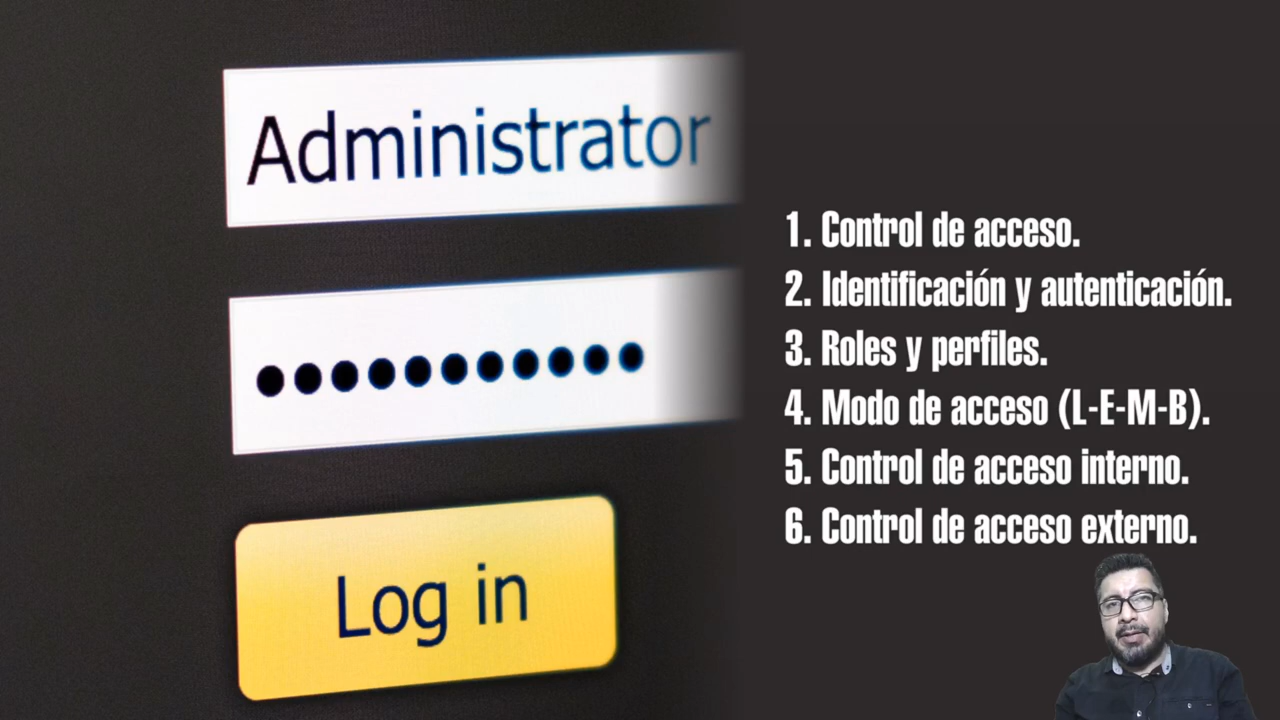 Administrator
●●●●●●●●●●●
Log in
1. Control de acceso.
2. Identificación y autenticación.
3. Roles y perfiles.
4. Modo de acceso (L-E-M-B).
5. Control de acceso interno.
6. Control de acceso externo.